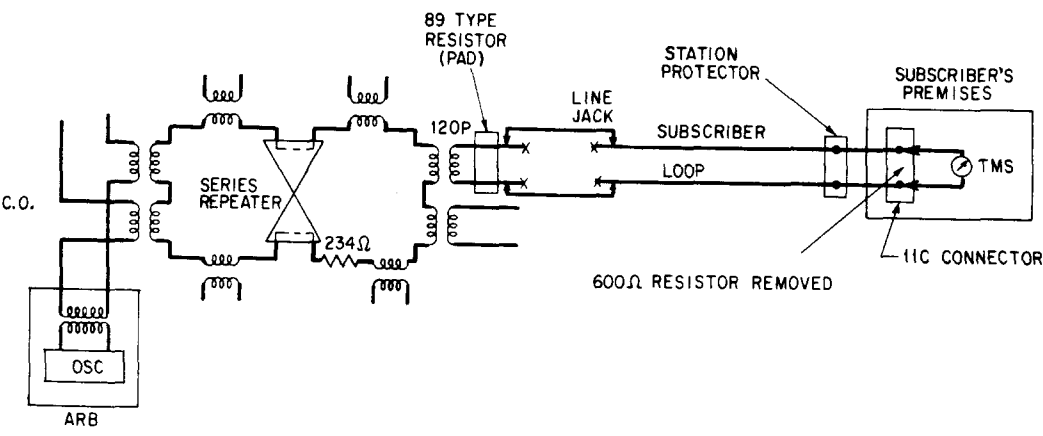 89 TYPE
RESISTOR
(PAD)
STATION
PROTECTOR
SUBSCRIBER'S
PREMISES
LINE
JACK
120P
SUBSCRIBER
LOOP
TMS
C.O.
SERIES
REPEATER
234Ω
11C CONNECTOR
600Ω RESISTOR REMOVED
OSC
ARB